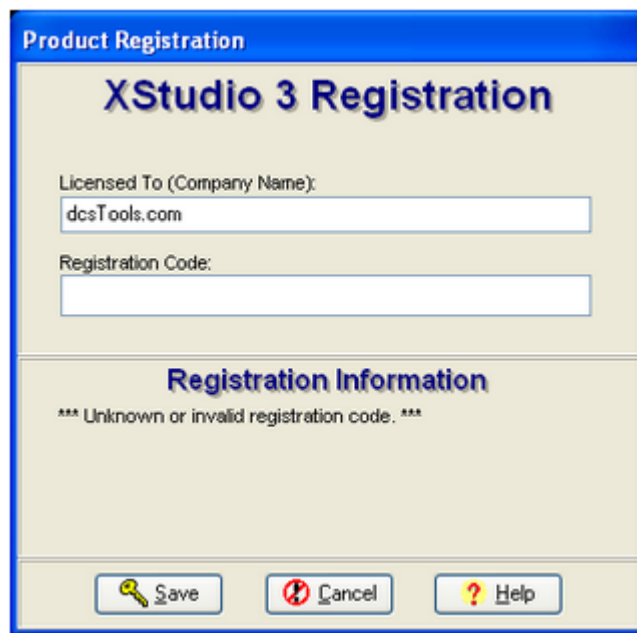 Product Registration
XStudio 3 Registration
Licensed To (Company Name):
dcsTools.com
Registration Code:
Registration Information
*** Unknown or invalid registration code. ***
Save
Cancel
Help